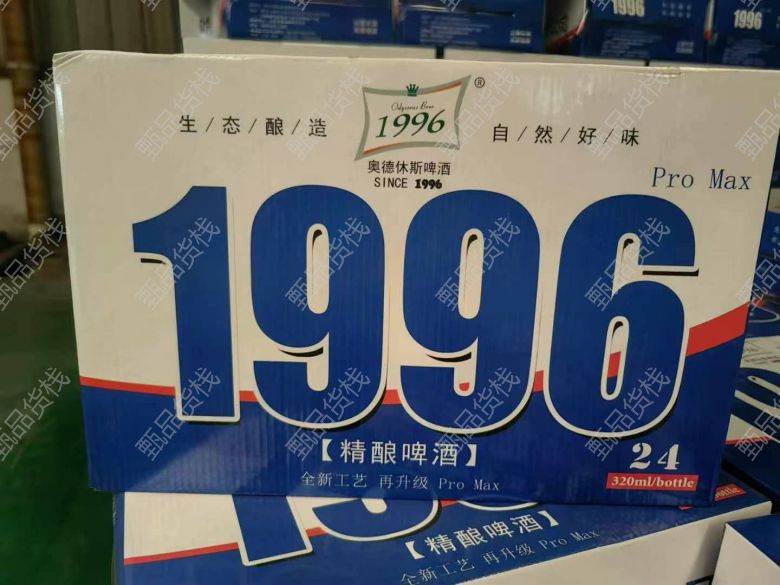 1996
1996
生/态/酿/造
Odysseus Beer
1996
®
奥德休斯啤酒
SINCE 1996
自/然/好/味
Pro Max
1996
【精酿啤酒】
全新工艺 再升级 Pro Max
24
320ml/bottle
【精酿啤酒】
全新工艺 再升级 Pro Max
甄品货栈